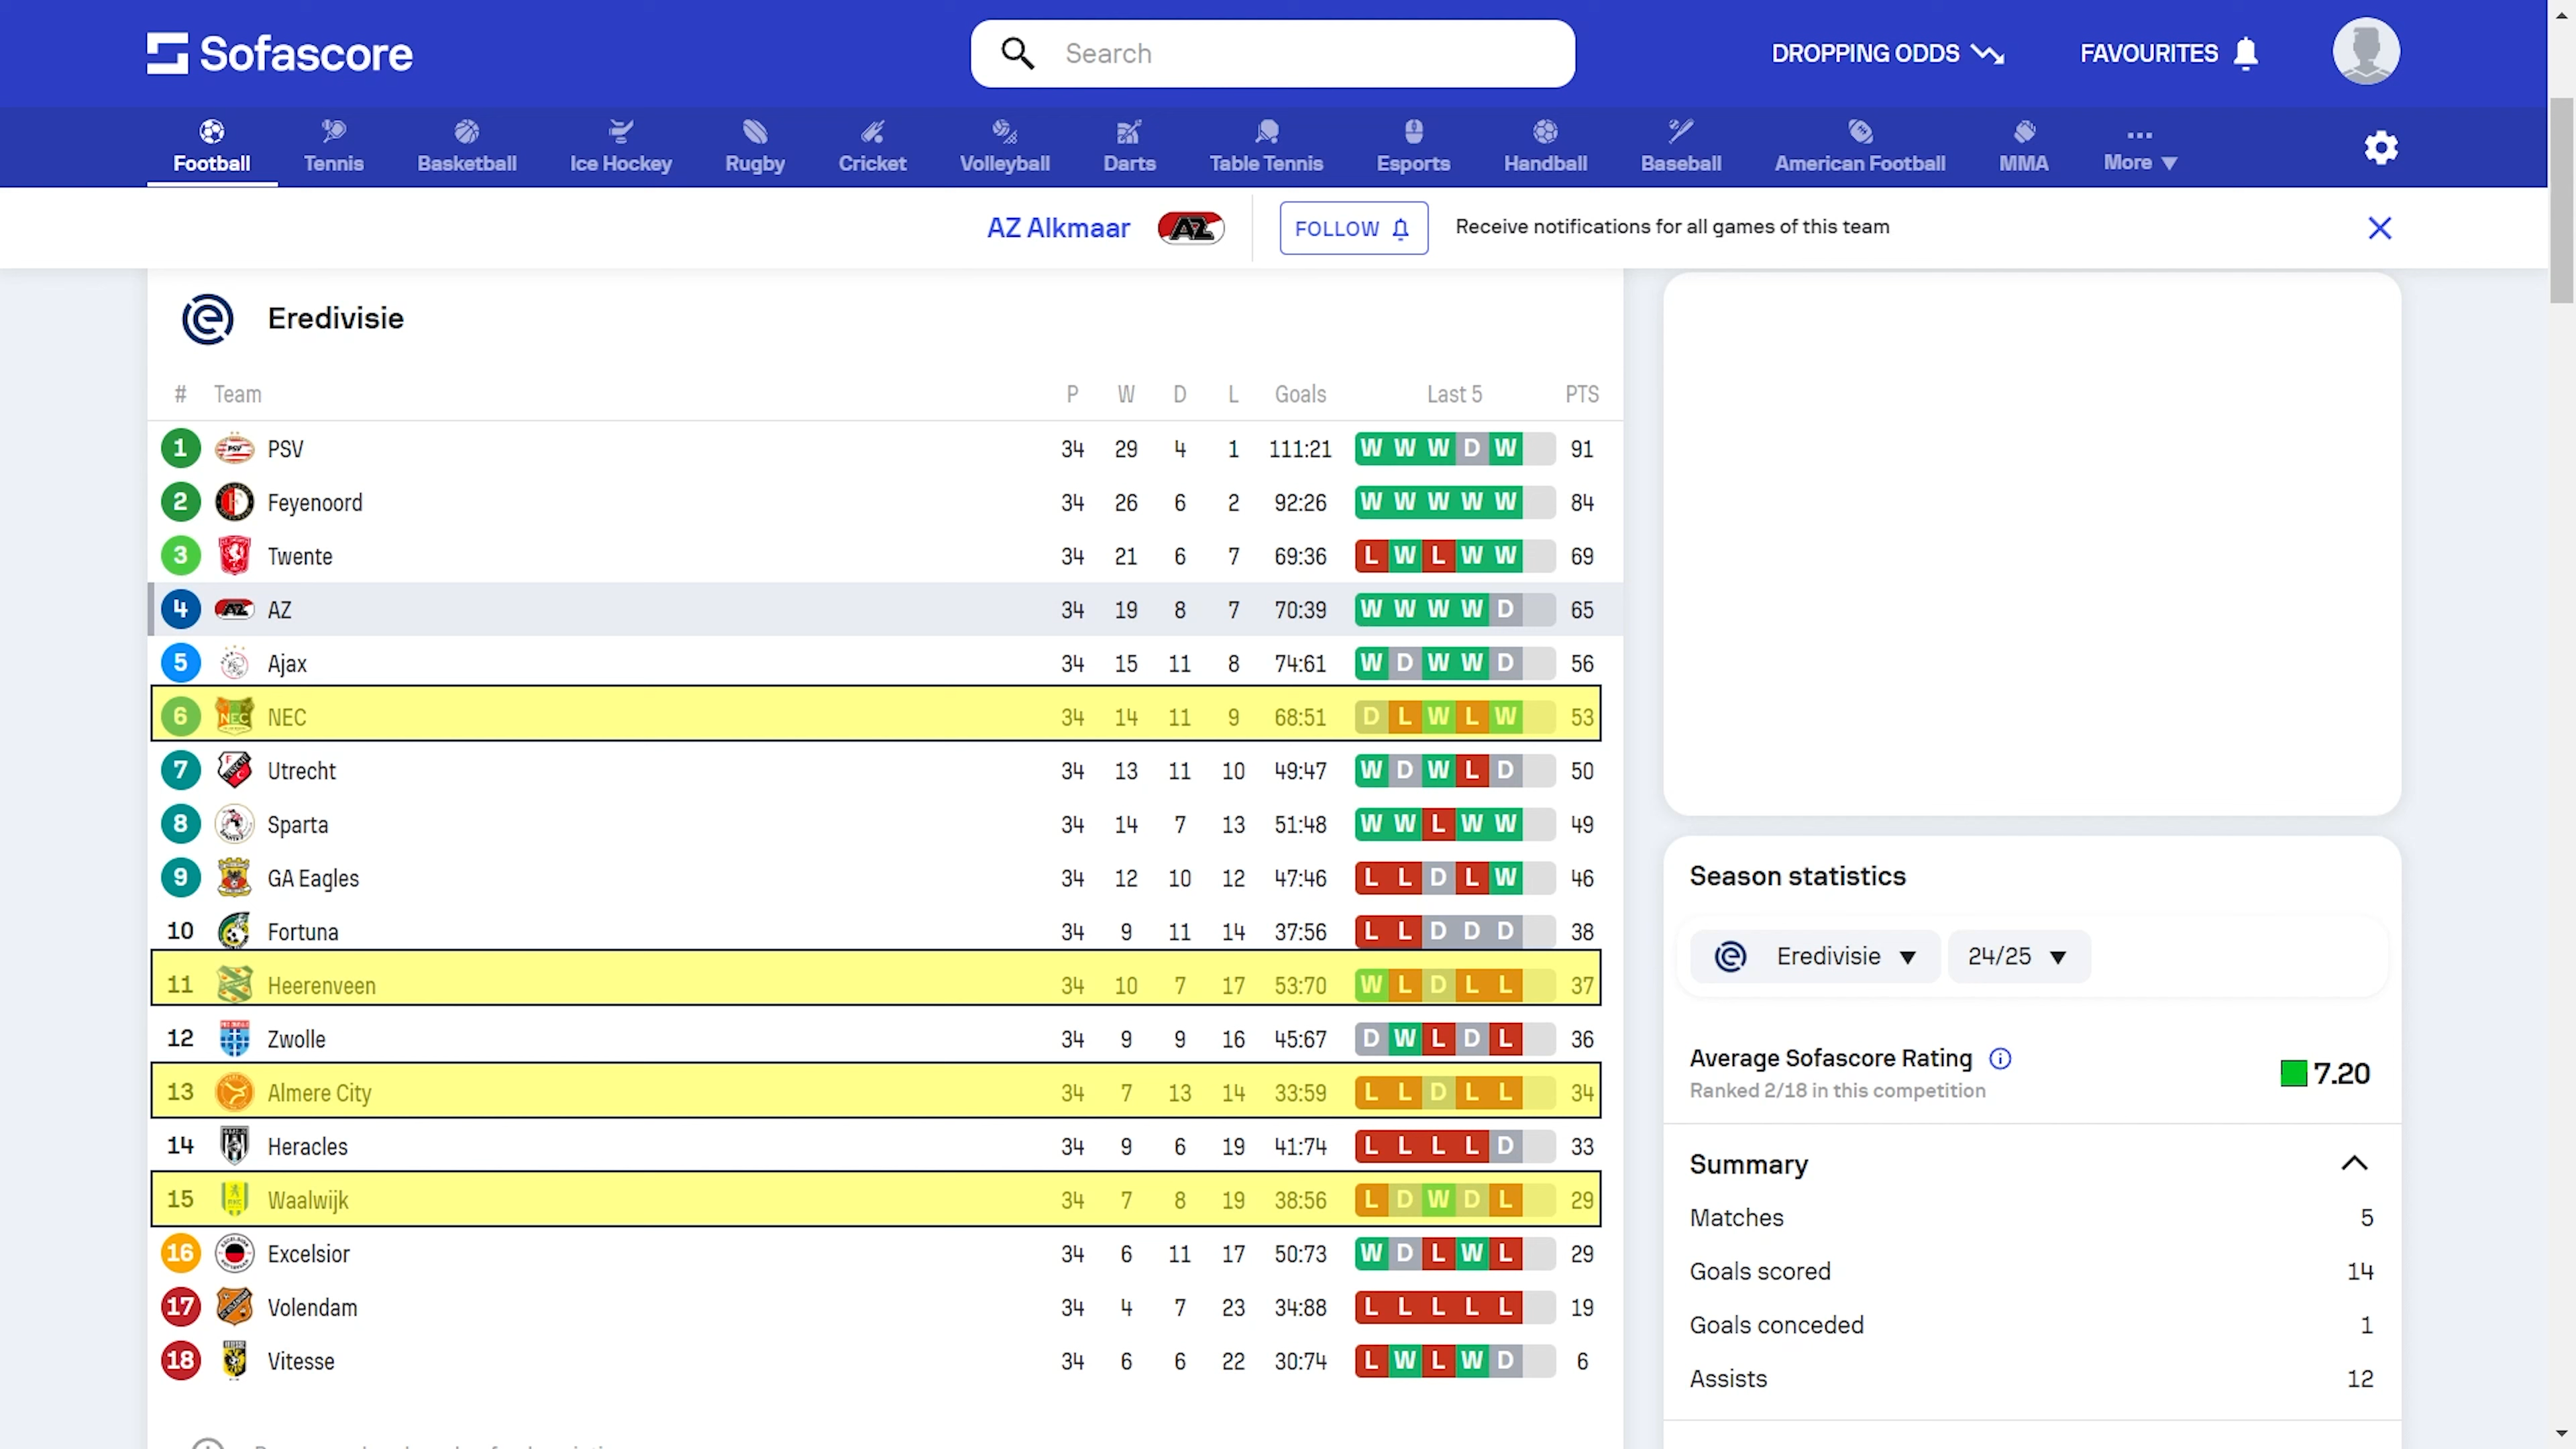 Sofascore
Search
DROPPING ODDS
FAVOURITES
Football Tennis Basketball Ice Hockey Rugby Cricket Volleyball Darts Table Tennis Esports Handball Baseball American Football MMA More
AZ Alkmaar AZ FOLLOW Receive notifications for all games of this team
Eredivisie
# Team P W D L Goals Last 5 PTS
1 PSV 34 29 4 1 111:21 W W W D W 91
2 Feyenoord 34 26 6 2 92:26 W W W W W 84
3 Twente 34 21 6 7 69:36 L W L W W 69
4 AZ 34 19 8 7 70:39 W W W W D 65
5 Ajax 34 15 11 8 74:61 W D W W D 56
6 NEC 34 14 11 9 68:51 D L W L W 53
7 Utrecht 34 13 11 10 49:47 W D W L D 50
8 Sparta 34 14 7 13 51:48 W W L W W 49
9 GA Eagles 34 12 10 12 47:46 L L D L W 46
10 Fortuna 34 9 11 14 37:56 L L D D D 38
11 Heerenveen 34 10 7 17 53:70 W L D L L 37
12 Zwolle 34 9 9 16 45:67 D W L D L 36
13 Almere City 34 7 13 14 33:59 L L D L L 34
14 Heracles 34 9 6 19 41:74 L L L L D 33
15 Waalwijk 34 7 8 19 38:56 L D W D L 29
16 Excelsior 34 6 11 17 50:73 W D L W L 29
17 Volendam 34 4 7 23 34:88 L L L L L 19
18 Vitesse 34 6 6 22 30:74 L W L W D 6
Season statistics
Eredivisie 24/25
Average Sofascore Rating 7.20
Ranked 2/18 in this competition
Summary
Matches 5
Goals scored 14
Goals conceded 1
Assists 12